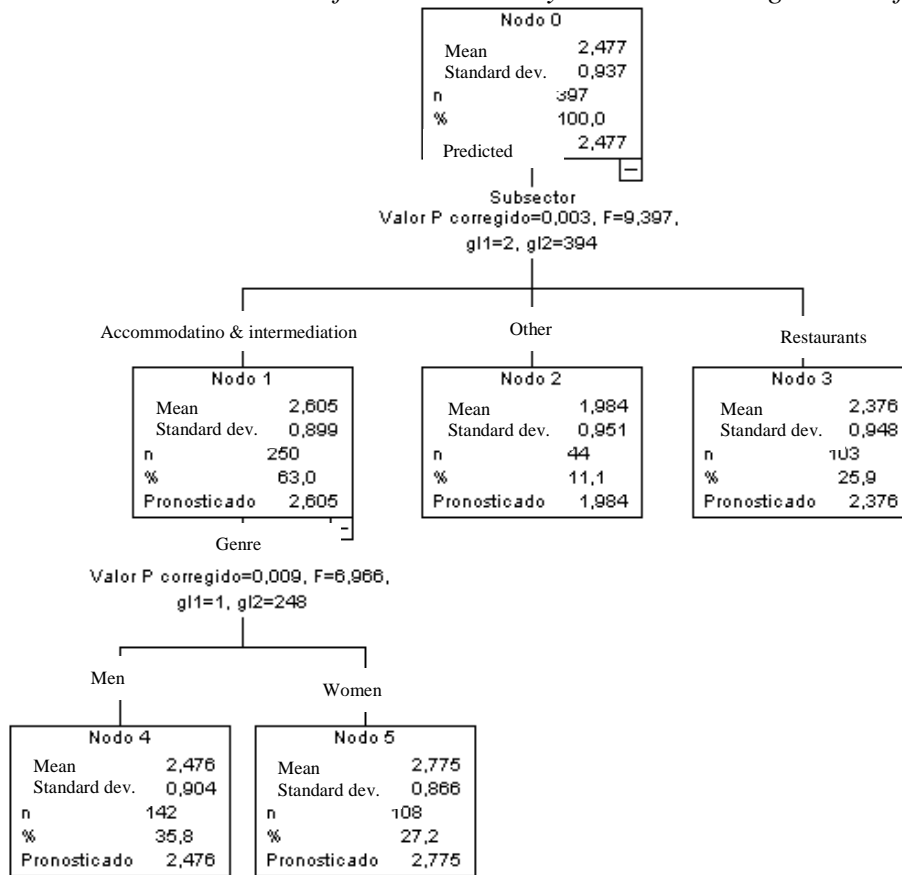 Nodo 0
Mean 2,477
Standard dev. 0,937
n 397
% 100,0
Predicted 2,477
Subsector
Valor P corregido=0,003, F=9,397,
gl1=2, gl2=394
Accommodatino & intermediation
Other
Restaurants
Nodo 1
Mean 2,605
Standard dev. 0,899
n 250
% 63,0
Pronosticado 2,605
Nodo 2
Mean 1,984
Standard dev. 0,951
n 44
% 11,1
Pronosticado 1,984
Nodo 3
Mean 2,376
Standard dev. 0,948
n 103
% 25,9
Pronosticado 2,376
Genre
Valor P corregido=0,009, F=6,966,
gl1=1, gl2=248
Men
Women
Nodo 4
Mean 2,476
Standard dev. 0,904
n 142
% 35,8
Pronosticado 2,476
Nodo 5
Mean 2,775
Standard dev. 0,866
n 108
% 27,2
Pronosticado 2,775